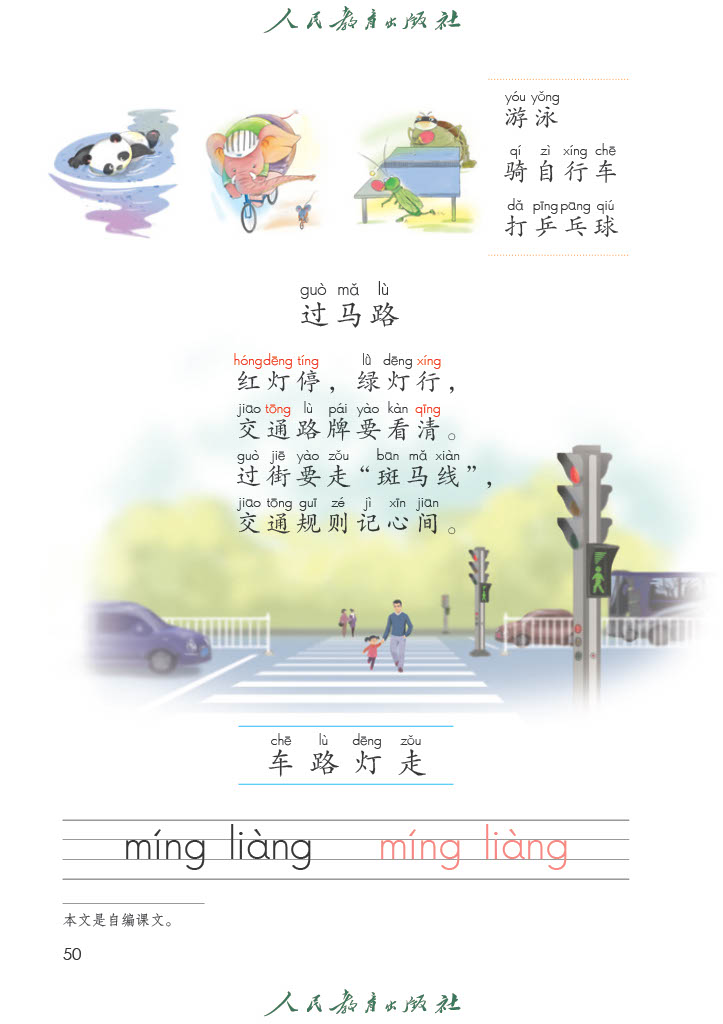 人民教育出版社
yóu yǒng
游泳
qí zì xíng chē
骑自行车
dǎ pīng pāng qiú
打乒乓球
guò mǎ lù
过马路
hóng dēng tíng lǜ dēng xíng
红灯停，绿灯行，
jiāo tōng lù pái yào kàn qīng
交通路牌要看清。
guò jiē yào zǒu bān mǎ xiàn
过街要走“斑马线”，
jiāo tōng guī zé jì xīn jiān
交通规则记心间。
chē lù dēng zǒu
车路灯走
míng liàng míng liàng
本文是自编课文。
50
人民教育出版社